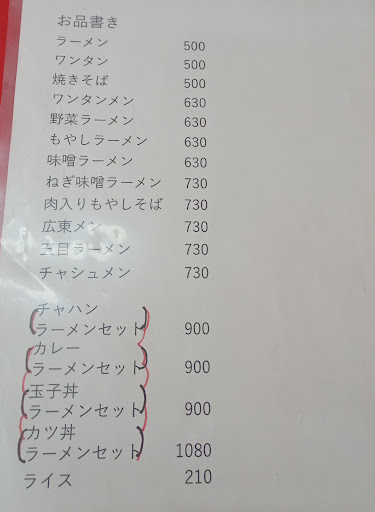 お品書き
ラーメン 500
ワンタン 500
焼きそば 500
ワンタンメン 630
野菜ラーメン 630
もやしラーメン 630
味噌ラーメン 630
ねぎ味噌ラーメン 730
肉入りもやしそば 730
広東メン 730
五目ラーメン 730
チャシュメン 730
チャハン
ラーメンセット 900
カレー
ラーメンセット 900
玉子丼
ラーメンセット 900
カツ丼
ラーメンセット 1080
ライス 210